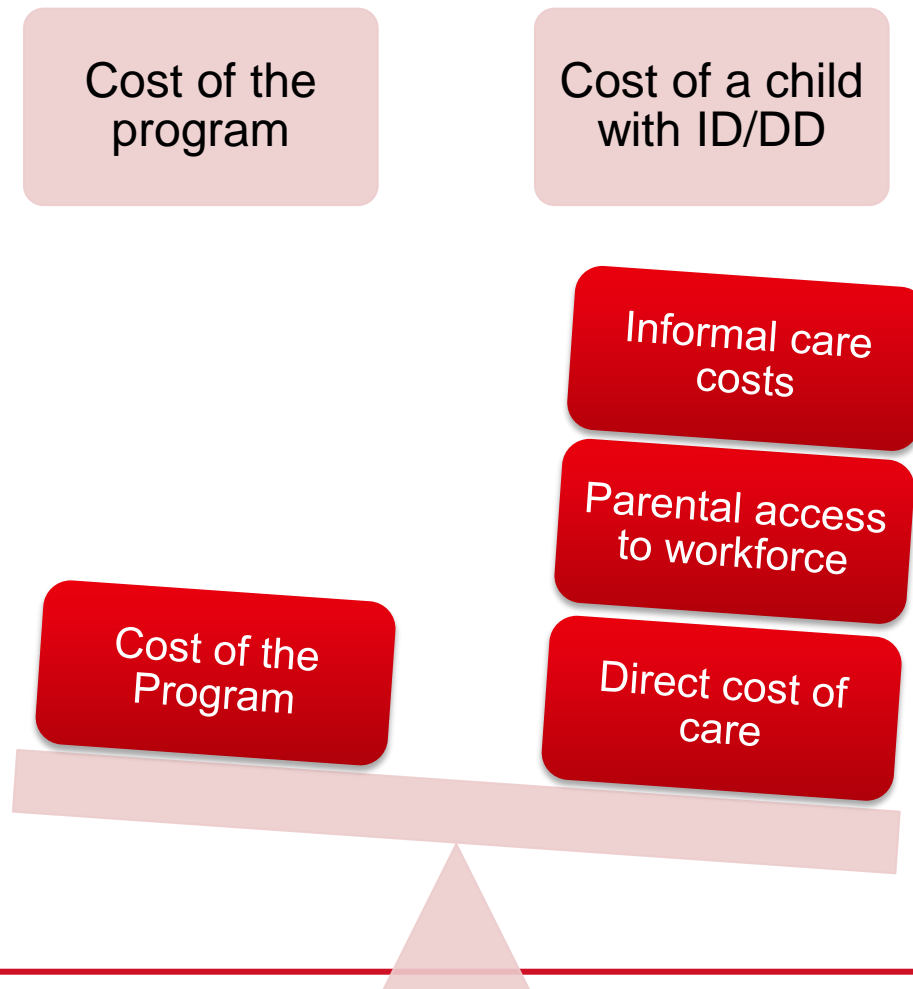 Cost of the
program
Cost of a child
with ID/DD
Informal care
costs
Parental access
to workforce
Cost of the
Program
Direct cost of
care